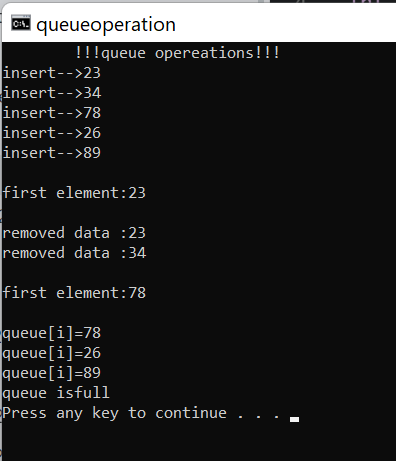 queueoperation
!!!queue opereations!!!
insert-->23
insert-->34
insert-->78
insert-->26
insert-->89
first element:23
removed data :23
removed data :34
first element:78
queue[i]=78
queue[i]=26
queue[i]=89
queue isfull
Press any key to continue . . .